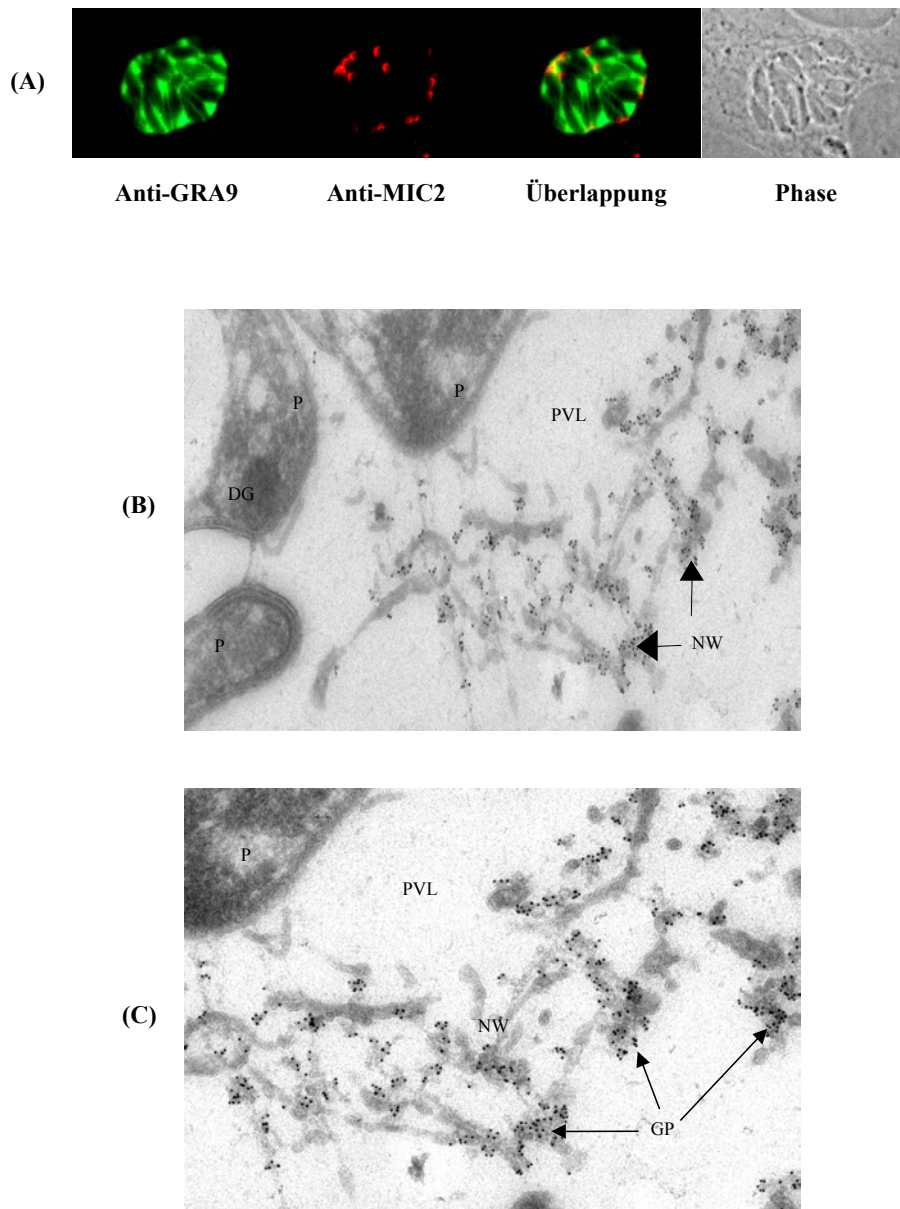 (A)
Anti-GRA9 Anti-MIC2 Überlappung Phase
(B)
P
P
PVL
DG
P
NW
(C)
P
PVL
NW
GP